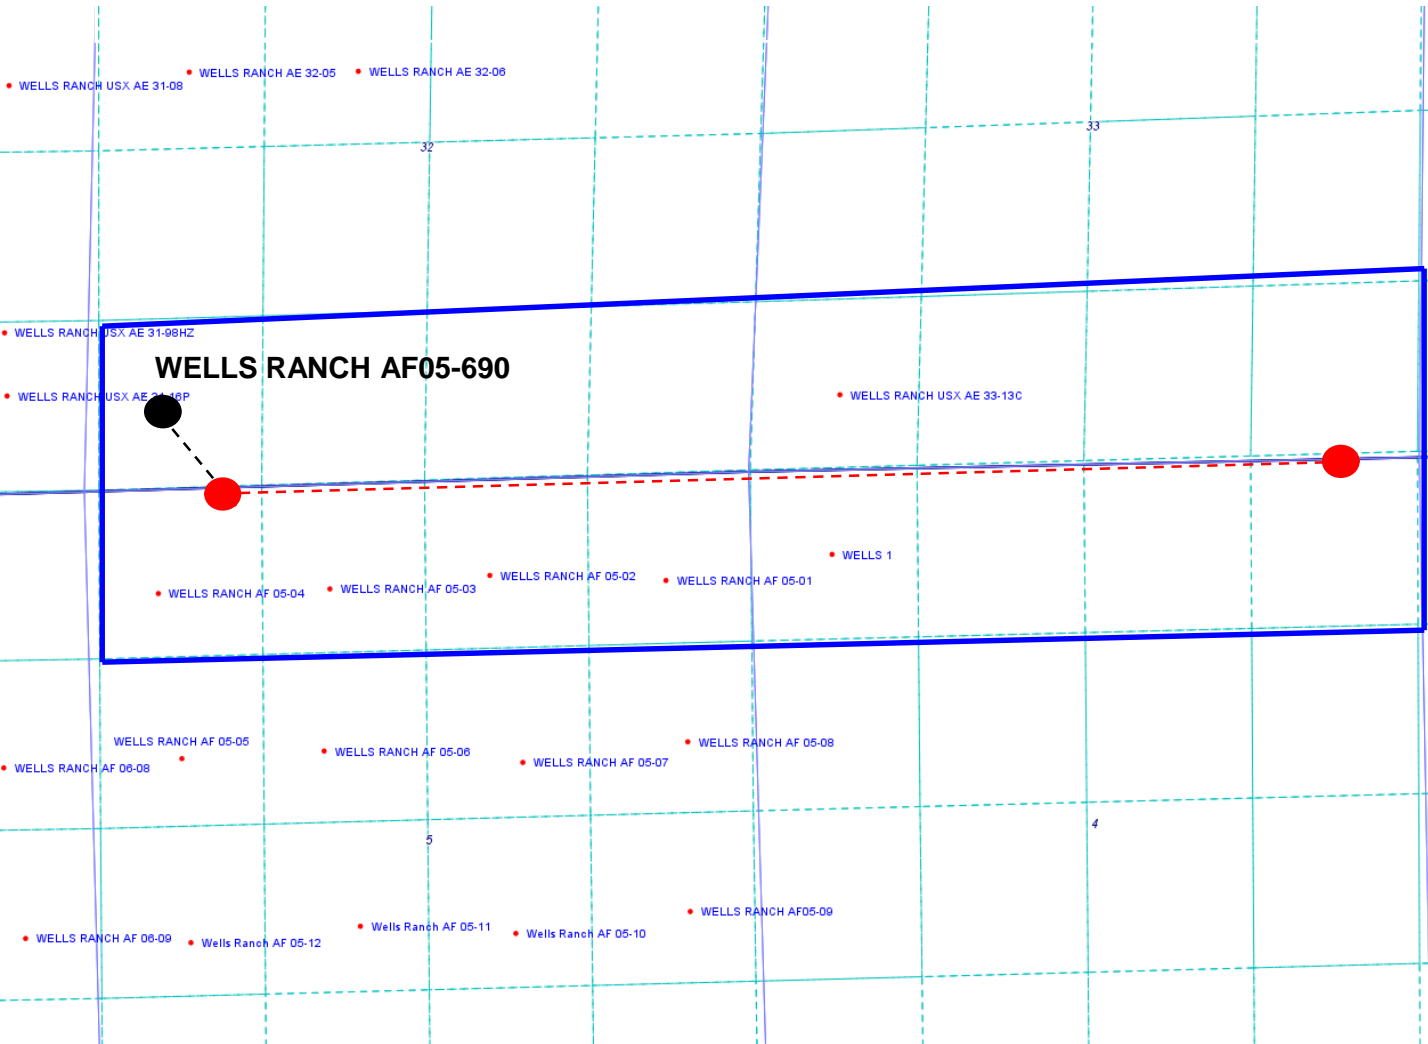 WELLS RANCH USX AE 31-08
WELLS RANCH AE 32-05
WELLS RANCH AE 32-06
32
33
WELLS RANCH USX AE 31-98HZ
WELLS RANCH AF05-690
WELLS RANCH USX AE 31-16P
WELLS RANCH USX AE 33-13C
WELLS 1
WELLS RANCH AF 05-04
WELLS RANCH AF 05-03
WELLS RANCH AF 05-02
WELLS RANCH AF 05-01
WELLS RANCH AF 05-05
WELLS RANCH AF 06-08
WELLS RANCH AF 05-06
WELLS RANCH AF 05-07
WELLS RANCH AF 05-08
5
4
WELLS RANCH AF 06-09
Wells Ranch AF 05-12
Wells Ranch AF 05-11
Wells Ranch AF 05-10
WELLS RANCH AF05-09